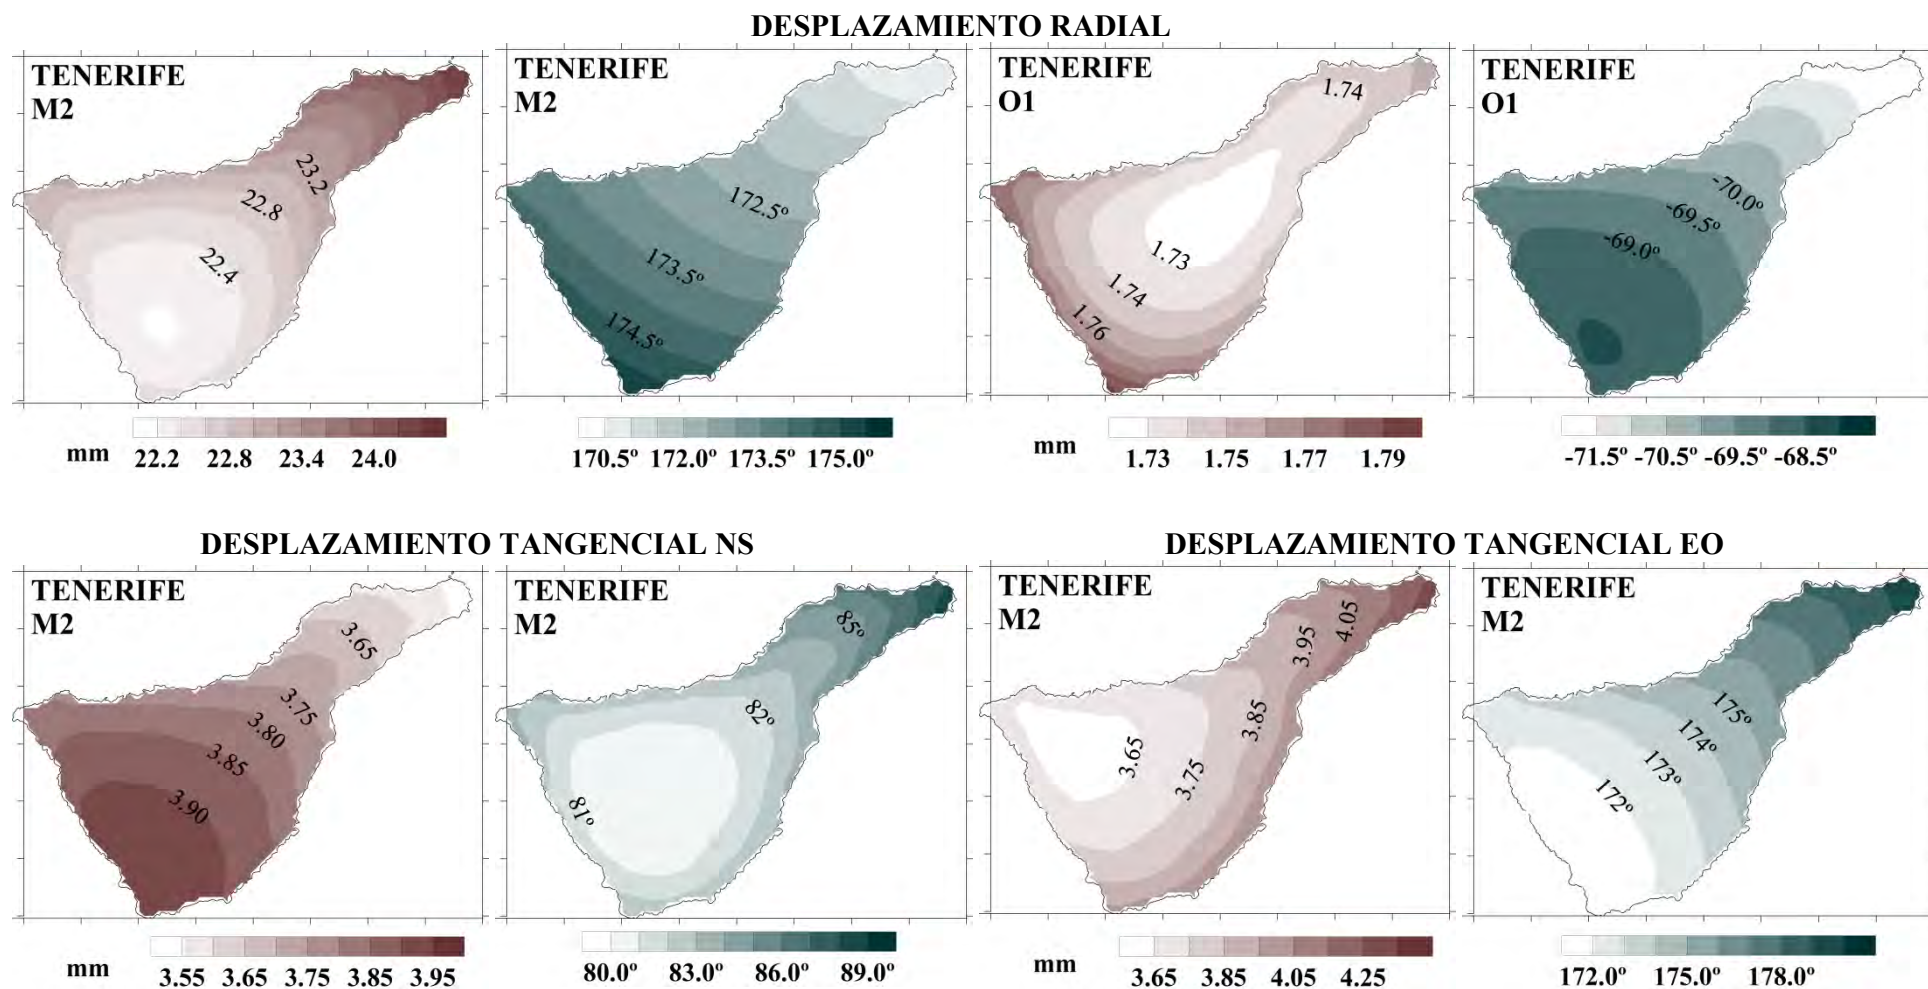 DESPLAZAMIENTO RADIAL
TENERIFE
M2
23.2
22.8
22.4
mm 22.2 22.8 23.4 24.0
TENERIFE
M2
172.5º
173.5º
174.5º
170.5º 172.0º 173.5º 175.0º
TENERIFE
O1
1.74
1.73
1.74
1.76
mm 1.73 1.75 1.77 1.79
TENERIFE
O1
-70.0º
-69.5º
-69.0º
-71.5º -70.5º -69.5º -68.5º
DESPLAZAMIENTO TANGENCIAL NS
TENERIFE
M2
3.65
3.75
3.80
3.85
3.90
mm 3.55 3.65 3.75 3.85 3.95
TENERIFE
M2
85º
82º
81º
80.0º 83.0º 86.0º 89.0º
DESPLAZAMIENTO TANGENCIAL EO
TENERIFE
M2
4.05
3.95
3.85
3.65
3.75
mm 3.65 3.85 4.05 4.25
TENERIFE
M2
175º
174º
173º
172º
172.0º 175.0º 178.0º